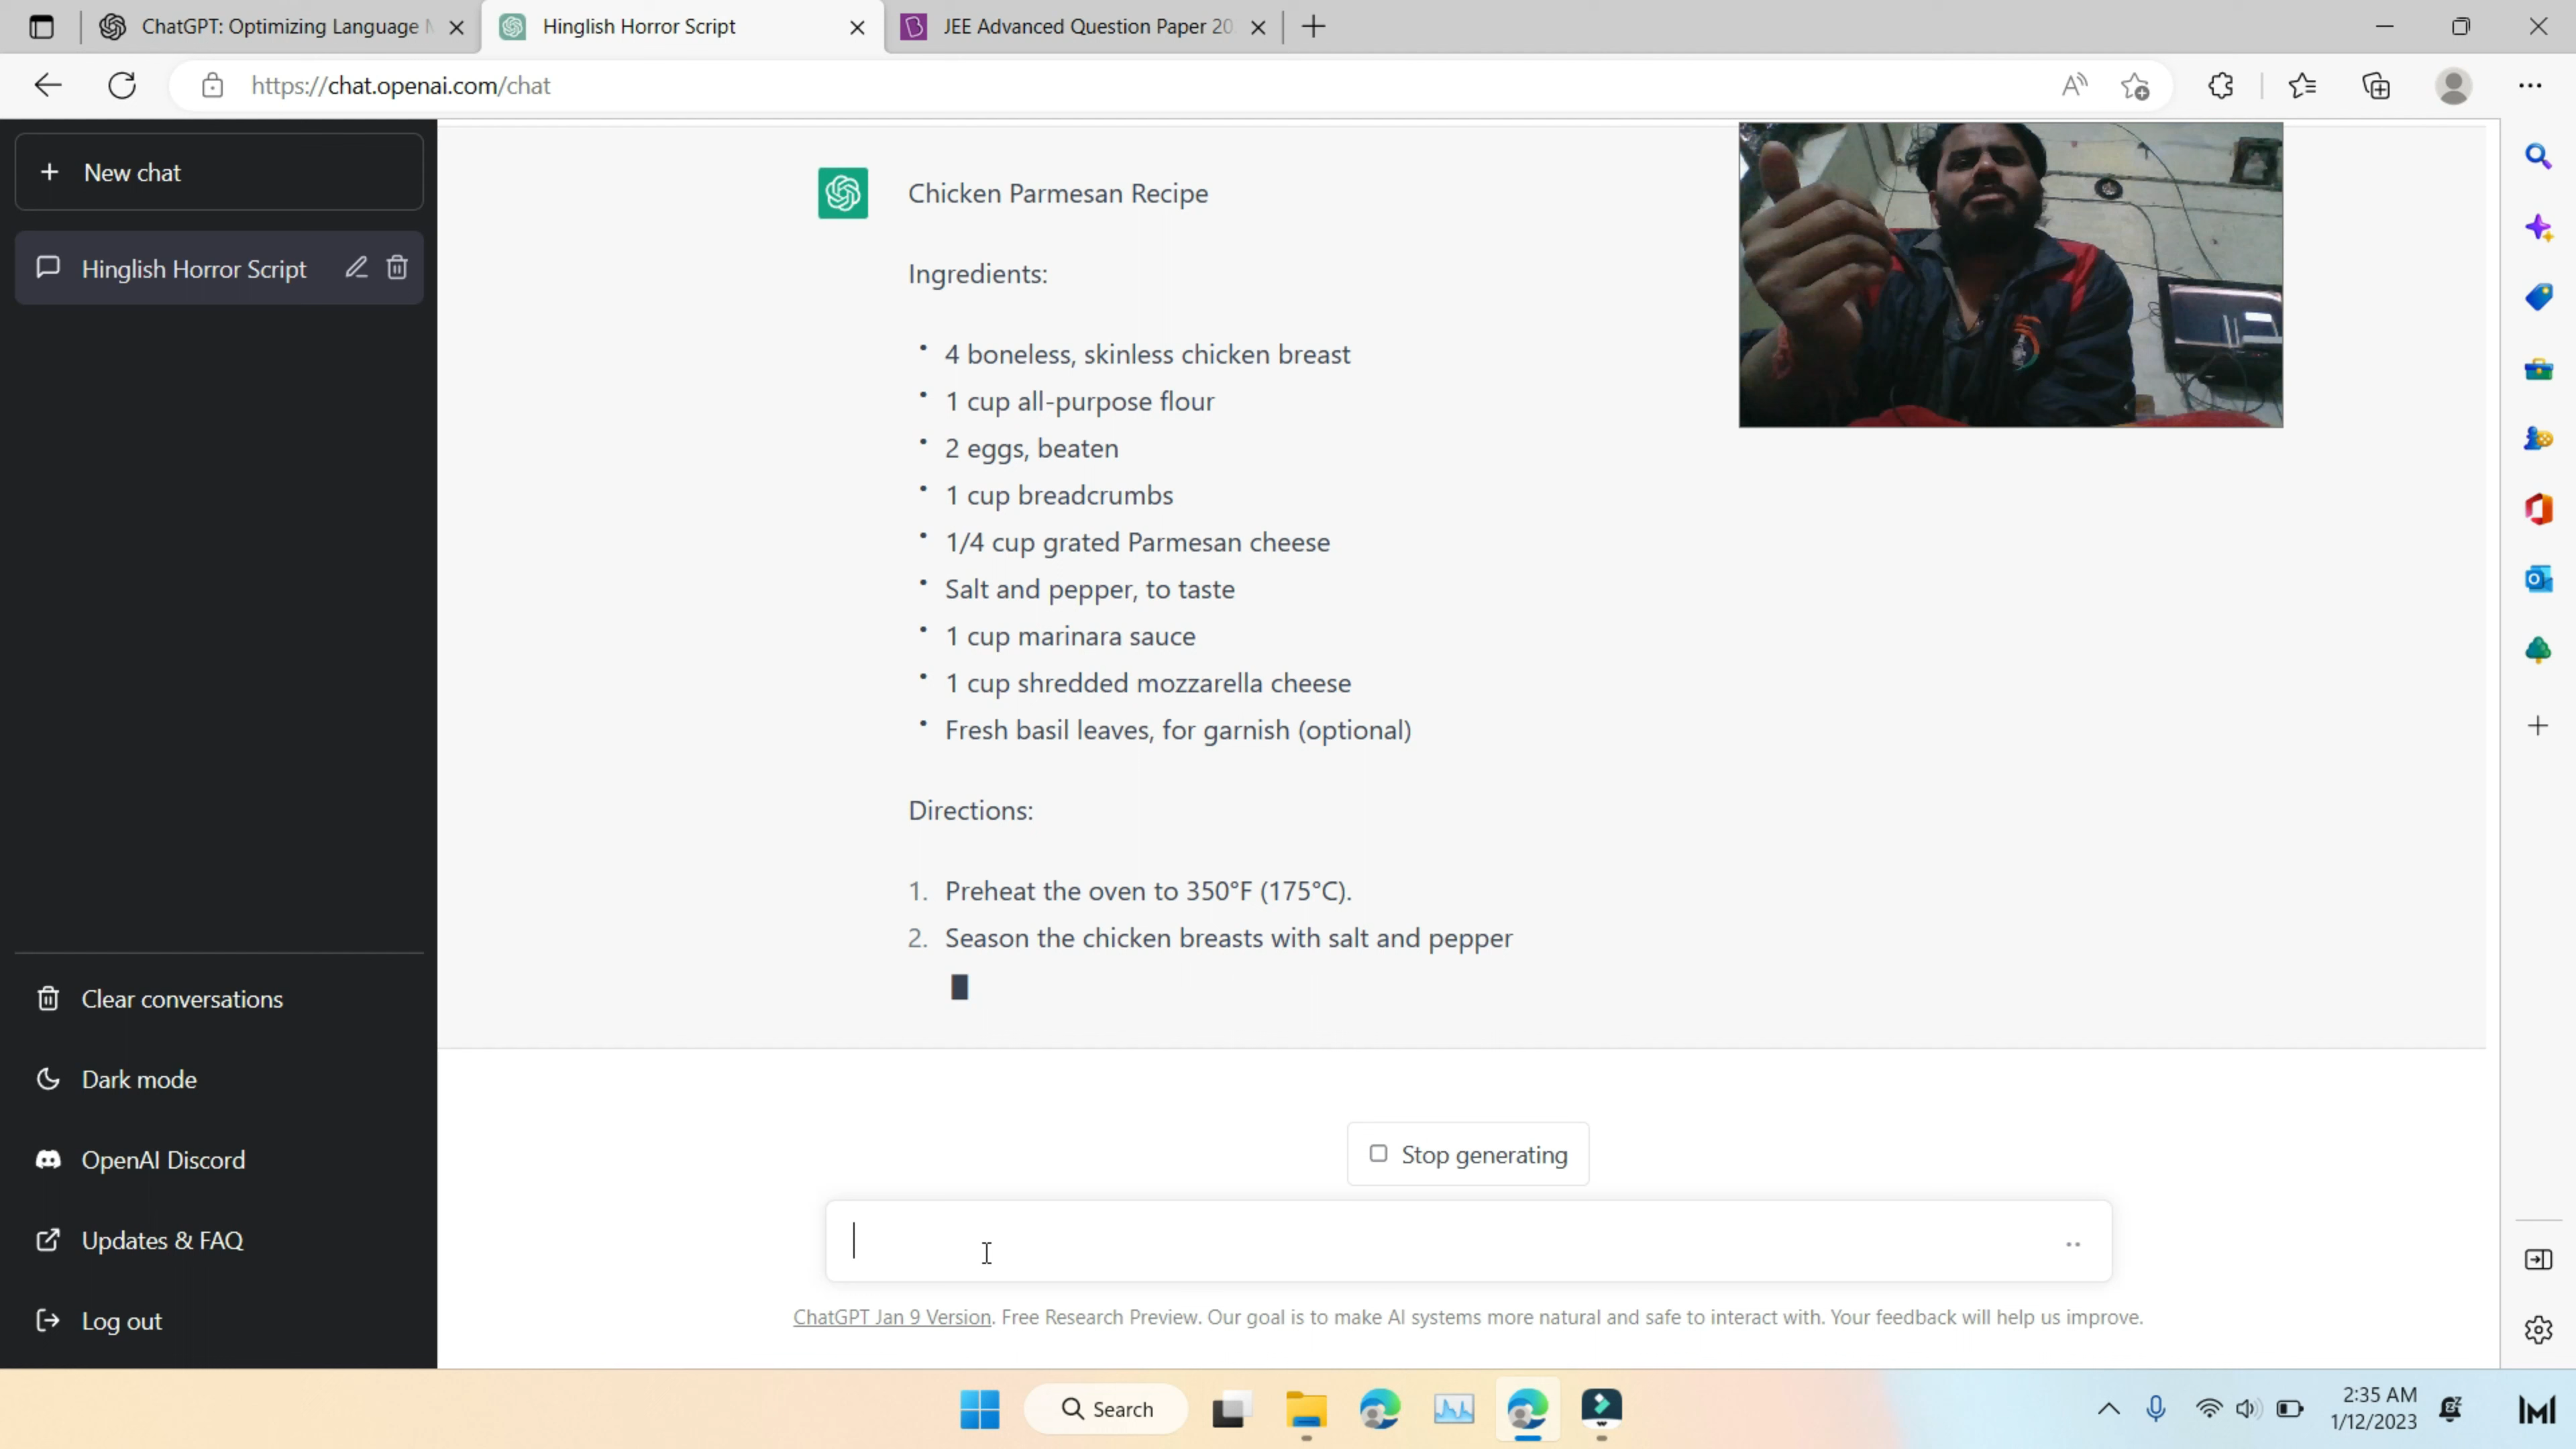 ChatGPT: Optimizing Language
Hinglish Horror Script
JEE Advanced Question Paper 20
https://chat.openai.com/chat
New chat
Hinglish Horror Script
Chicken Parmesan Recipe
Ingredients:
• 4 boneless, skinless chicken breast
• 1 cup all-purpose flour
• 2 eggs, beaten
• 1 cup breadcrumbs
• 1/4 cup grated Parmesan cheese
• Salt and pepper, to taste
• 1 cup marinara sauce
• 1 cup shredded mozzarella cheese
• Fresh basil leaves, for garnish (optional)
Directions:
1. Preheat the oven to 350°F (175°C).
2. Season the chicken breasts with salt and pepper
Clear conversations
Dark mode
OpenAI Discord
Updates & FAQ
Log out
Stop generating
ChatGPT Jan 9 Version. Free Research Preview. Our goal is to make AI systems more natural and safe to interact with. Your feedback will help us improve.
Search
2:35 AM
1/12/2023